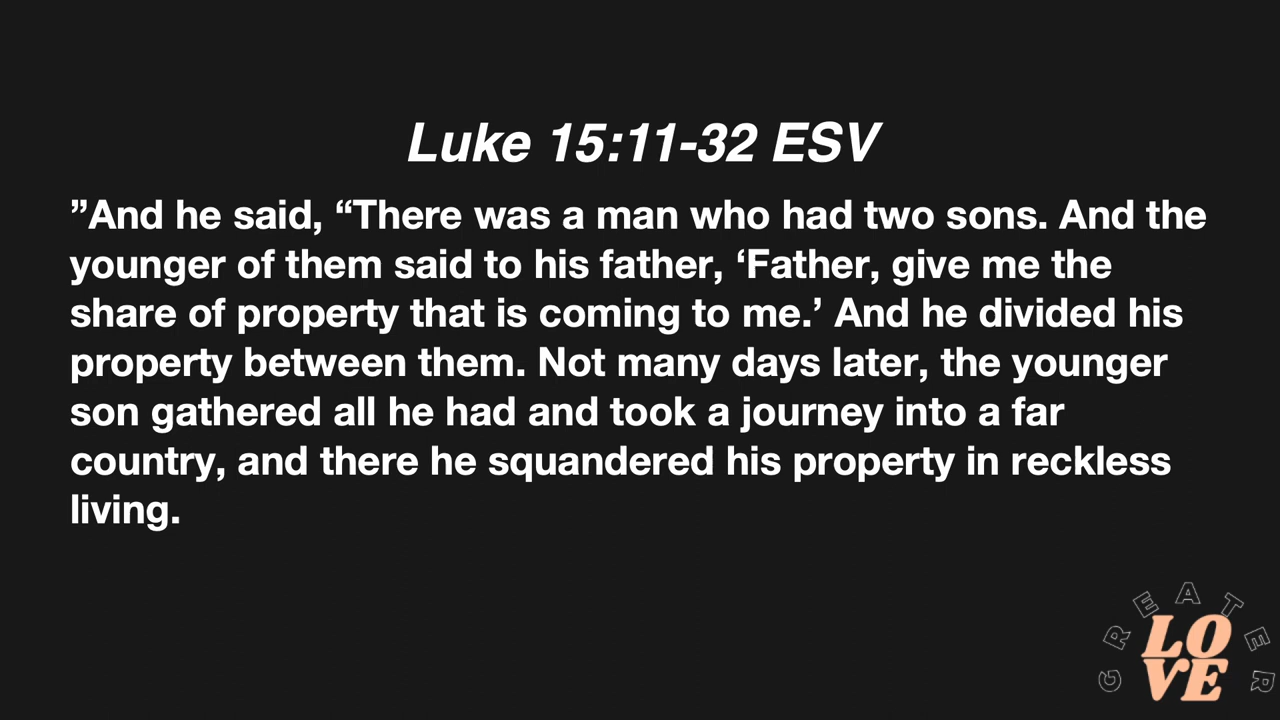 Luke 15:11-32 ESV
”And he said, “There was a man who had two sons. And the
younger of them said to his father, ‘Father, give me the
share of property that is coming to me.’ And he divided his
property between them. Not many days later, the younger
son gathered all he had and took a journey into a far
country, and there he squandered his property in reckless
living.
GREATER
LO
VE